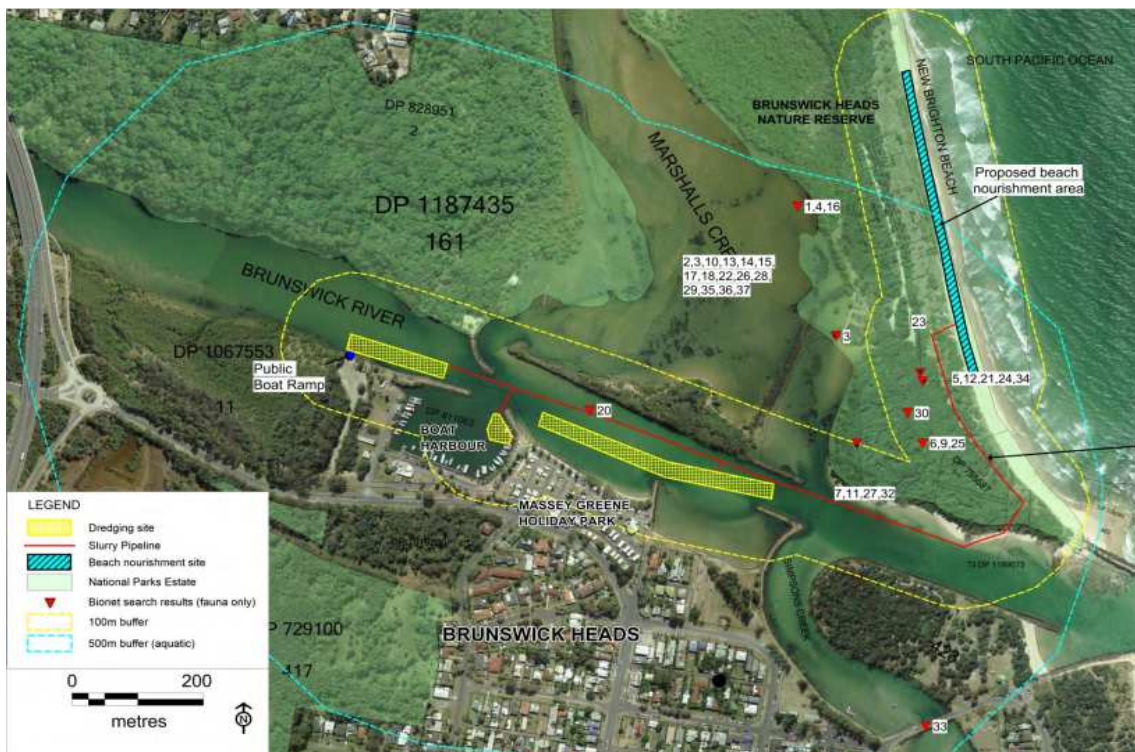 SOUTH PACIFIC OCEAN
NEW BRIGHTON BEACH
BRUNSWICK HEADS
NATURE RESERVE
DP 828951
2
Proposed beach
nourishment area
MARSHALLS CRE
DP 1187435
161
1,4,16
2,3,10,13,14,15,
17,18,22,26,28,
29,35,36,37
BRUNSWICK RIVER
23
3
DP 1067553
11
Public
Boat Ramp
5,12,21,24,34
20
30
BOAT
HARBOUR
6,9,25
7,11,27,32
MASSEY GREENE
HOLIDAY PARK
SIMPSONS CREEK
P 729100
417
BRUNSWICK HEADS
33
LEGEND
Dredging site
Slurry Pipeline
Beach nourishment site
National Parks Estate
Bionet search results (fauna only)
100m buffer
500m buffer (aquatic)
0
200
metres
N